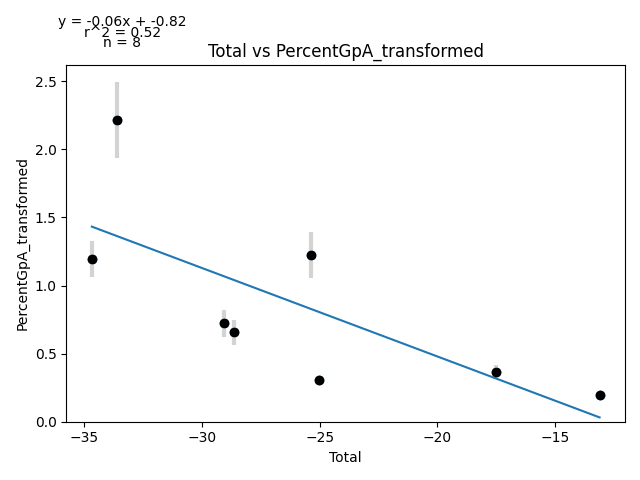 y = -0.06x + -0.82
r^2 = 0.52
n = 8
Total vs PercentGpA_transformed
PercentGpA_transformed
2.5
2.0
1.5
1.0
0.5
0.0
−35
−30
−25
−20
−15
Total